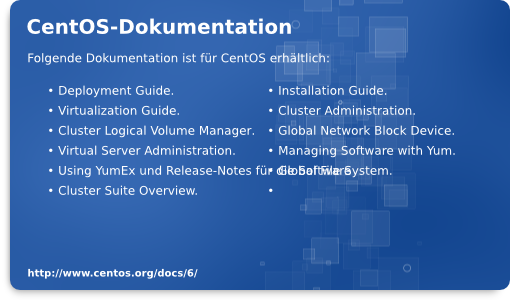 CentOS-Dokumentation
Folgende Dokumentation ist für CentOS erhältlich:
• Deployment Guide.
• Virtualization Guide.
• Cluster Logical Volume Manager.
• Virtual Server Administration.
• Using YumEx und Release-Notes für die Software.
• Cluster Suite Overview.
• Installation Guide.
• Cluster Administration.
• Global Network Block Device.
• Managing Software with Yum.
• Global File System.
•
http://www.centos.org/docs/6/